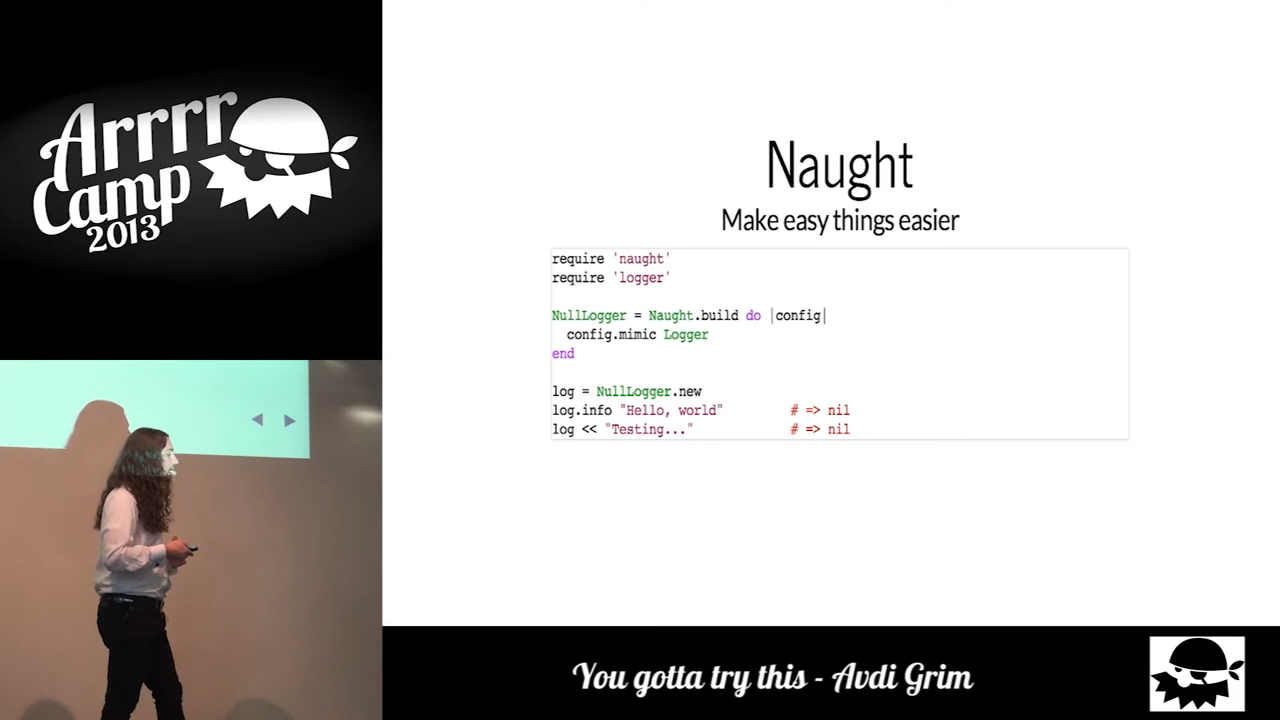 Arrrr
Camp
2013
Naught
Make easy things easier
require 'naught'
require 'logger'
NullLogger = Naught.build do |config|
config.mimic Logger
end
log = NullLogger.new
log.info "Hello, world" # => nil
log << "Testing..." # => nil
You gotta try this - Avdi Grim